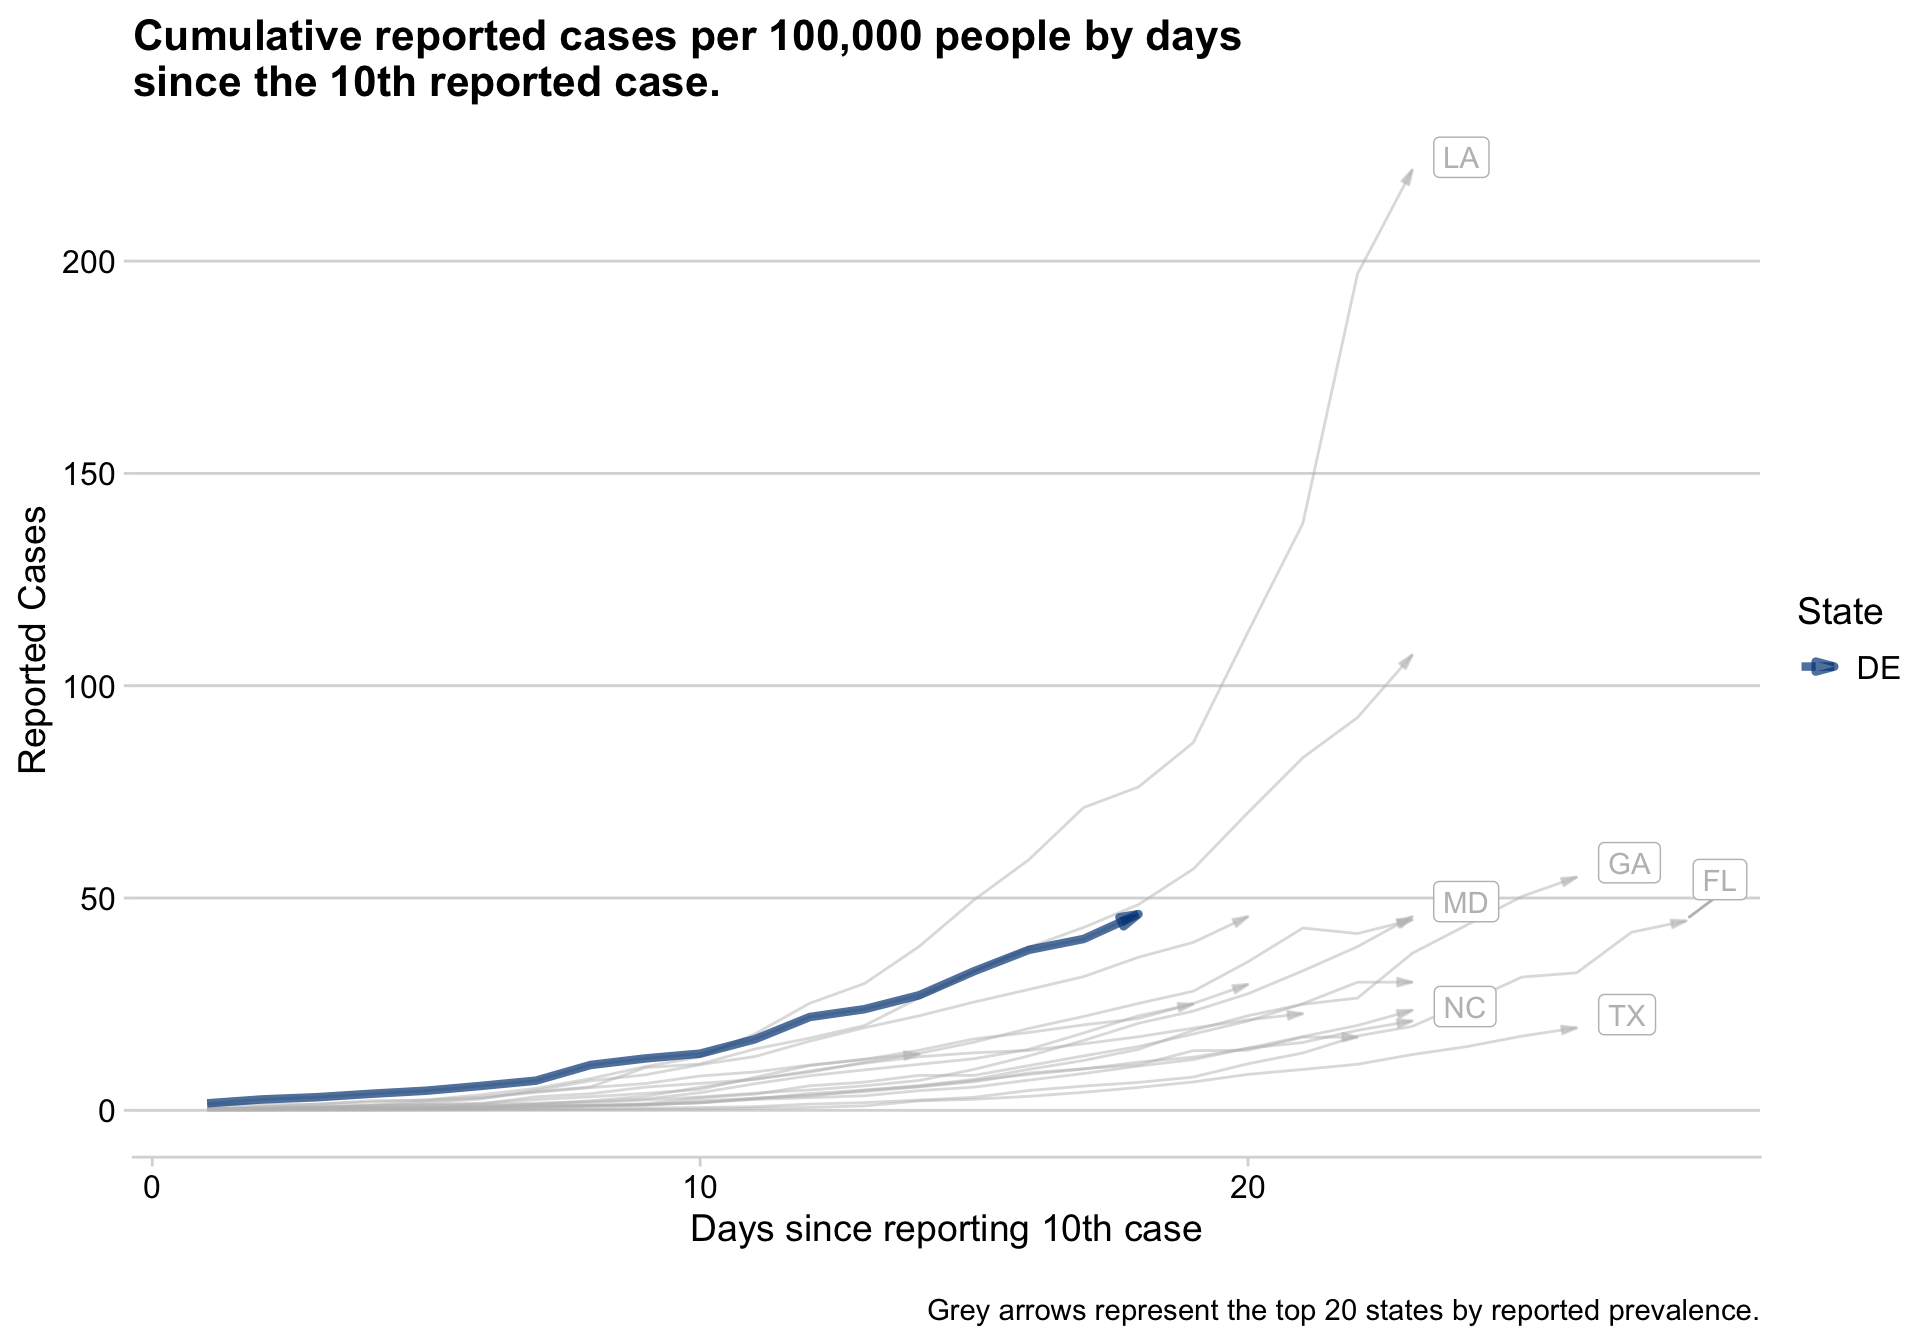 Cumulative reported cases per 100,000 people by days
since the 10th reported case.
LA
200
150
100
50
0
Reported Cases
GA
FL
MD
NC
TX
State
DE
0 10 20
Days since reporting 10th case
Grey arrows represent the top 20 states by reported prevalence.